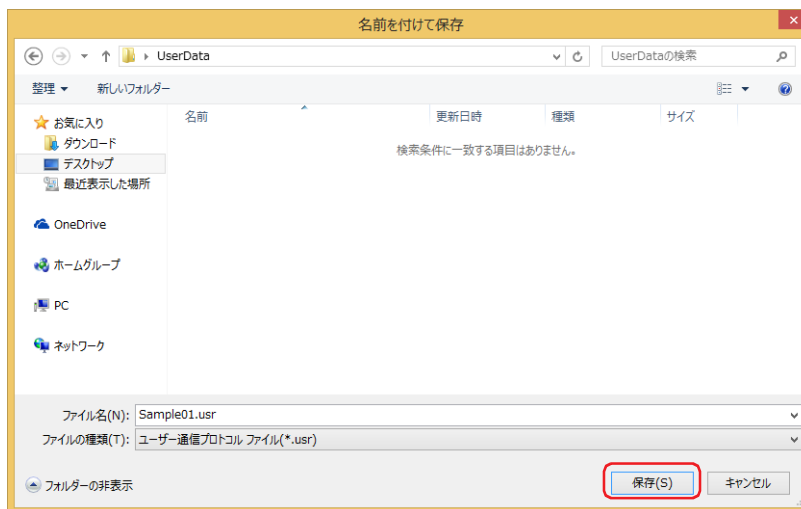 名前を付けて保存
UserData
UserDataの検索
整理 新しいフォルダー
名前 更新日時 種類 サイズ
検索条件に一致する項目はありません。
お気に入り
ダウンロード
デスクトップ
最近表示した場所
OneDrive
ホームグループ
PC
ネットワーク
ファイル名(N): Sample01.usr
ファイルの種類(T): ユーザー通信プロトコル ファイル(*.usr)
フォルダーの非表示
保存(S) キャンセル